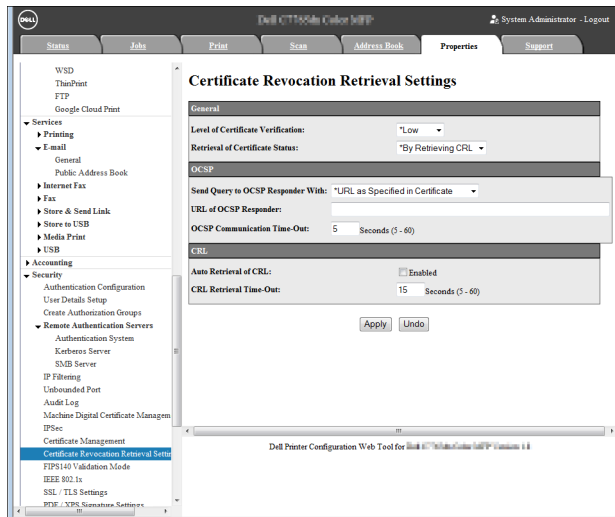 DELL
Dell C7765dn Color MFP
System Administrator - Logout
Status
Jobs
Print
Scan
Address Book
Properties
Support
WSD
ThinPrint
FTP
Google Cloud Print
Services
Printing
E-mail
General
Public Address Book
Internet Fax
Fax
Store & Send Link
Store to USB
Media Print
USB
Accounting
Security
Authentication Configuration
User Details Setup
Create Authorization Groups
Remote Authentication Servers
Authentication System
Kerberos Server
SMB Server
IP Filtering
Unbounded Port
Audit Log
Machine Digital Certificate Managem
IPSec
Certificate Management
Certificate Revocation Retrieval Settin
FIPS140 Validation Mode
IEEE 802.1x
SSL / TLS Settings
PDF / XPS Signature Settings
Certificate Revocation Retrieval Settings
General
Level of Certificate Verification: *Low
Retrieval of Certificate Status: *By Retrieving CRL
OCSP
Send Query to OCSP Responder With: *URL as Specified in Certificate
URL of OCSP Responder:
OCSP Communication Time-Out: 5 Seconds (5 - 60)
CRL
Auto Retrieval of CRL: Enabled
CRL Retrieval Time-Out: 15 Seconds (5 - 60)
Apply Undo
Dell Printer Configuration Web Tool for